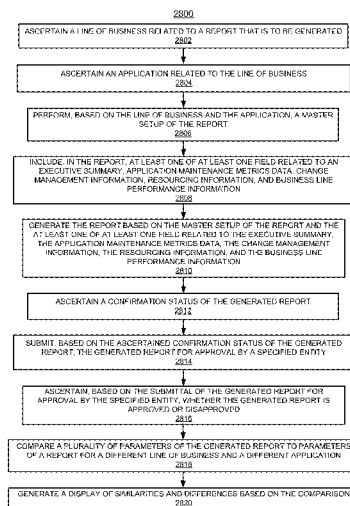 2800
ASCERTAIN A LINE OF BUSINESS RELATED TO A REPORT THAT IS TO BE GENERATED
2802
ASCERTAIN AN APPLICATION RELATED TO THE LINE OF BUSINESS
2804
PERFORM, BASED ON THE LINE OF BUSINESS AND THE APPLICATION, A MASTER
SETUP OF THE REPORT
2806
INCLUDE, IN THE REPORT, AT LEAST ONE OF AT LEAST ONE FIELD RELATED TO AN
EXECUTIVE SUMMARY, APPLICATION MAINTENANCE METRICS DATA, CHANGE
MANAGEMENT INFORMATION, RESOURCING INFORMATION, AND BUSINESS LINE
PERFORMANCE INFORMATION
2808
GENERATE THE REPORT BASED ON THE MASTER SETUP OF THE REPORT AND THE
AT LEAST ONE OF AT LEAST ONE FIELD RELATED TO THE EXECUTIVE SUMMARY,
THE APPLICATION MAINTENANCE METRICS DATA, THE CHANGE MANAGEMENT
INFORMATION, THE RESOURCING INFORMATION, AND THE BUSINESS LINE
PERFORMANCE INFORMATION
2810
ASCERTAIN A CONFIRMATION STATUS OF THE GENERATED REPORT
2812
SUBMIT, BASED ON THE ASCERTAINED CONFIRMATION STATUS OF THE GENERATED
REPORT, THE GENERATED REPORT FOR APPROVAL BY A SPECIFIED ENTITY
2814
ASCERTAIN, BASED ON THE SUBMITTAL OF THE GENERATED REPORT FOR
APPROVAL BY THE SPECIFIED ENTITY, WHETHER THE GENERATED REPORT IS
APPROVED OR DISAPPROVED
2816
COMPARE A PLURALITY OF PARAMETERS OF THE GENERATED REPORT TO PARAMETERS
OF A REPORT FOR A DIFFERENT LINE OF BUSINESS AND A DIFFERENT APPLICATION
2818
GENERATE A DISPLAY OF SIMILARITIES AND DIFFERENCES BASED ON THE COMPARISON
2820